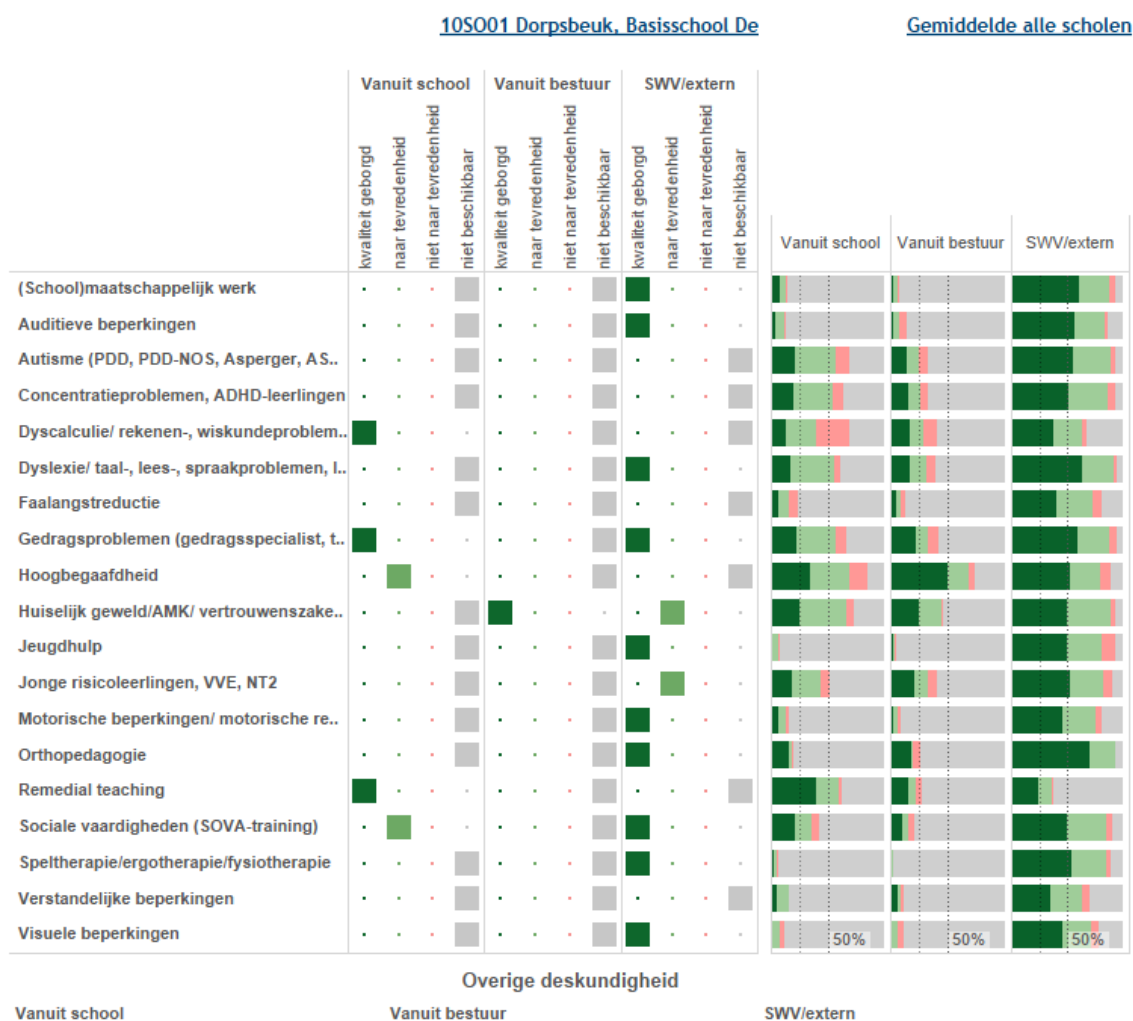 10SO01 Dorpsbeuk, Basisschool De
Gemiddelde alle scholen
Vanuit school
Vanuit bestuur
SWV/extern
kwaliteit geborgd
naar tevredenheid
niet naar tevredenheid
niet beschikbaar
kwaliteit geborgd
naar tevredenheid
niet naar tevredenheid
niet beschikbaar
kwaliteit geborgd
naar tevredenheid
niet naar tevredenheid
niet beschikbaar
Vanuit school
Vanuit bestuur
SWV/extern
(School)maatschappelijk werk
Auditieve beperkingen
Autisme (PDD, PDD-NOS, Asperger, AS..
Concentratieproblemen, ADHD-leerlingen
Dyscalculie/ rekenen-, wiskundeproblem..
Dyslexie/ taal-, lees-, spraakproblemen, l..
Faalangstreductie
Gedragsproblemen (gedragsspecialist, t..
Hoogbegaafdheid
Huiselijk geweld/AMK/ vertrouwenszake..
Jeugdhulp
Jonge risicoleerlingen, VVE, NT2
Motorische beperkingen/ motorische re..
Orthopedagogie
Remedial teaching
Sociale vaardigheden (SOVA-training)
Speltherapie/ergotherapie/fysiotherapie
Verstandelijke beperkingen
Visuele beperkingen
50%
50%
50%
Overige deskundigheid
Vanuit school
Vanuit bestuur
SWV/extern